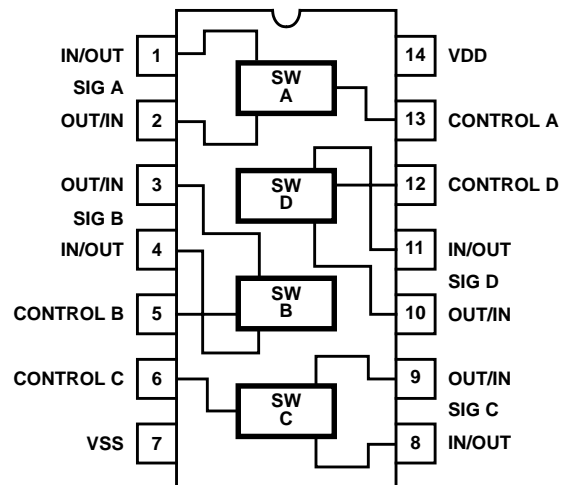 IN/OUT 1
SIG A
OUT/IN 2
OUT/IN 3
SIG B
IN/OUT 4
CONTROL B 5
CONTROL C 6
VSS 7
SW
A
SW
D
SW
B
SW
C
14 VDD
13 CONTROL A
12 CONTROL D
11 IN/OUT
SIG D
10 OUT/IN
9 OUT/IN
SIG C
8 IN/OUT